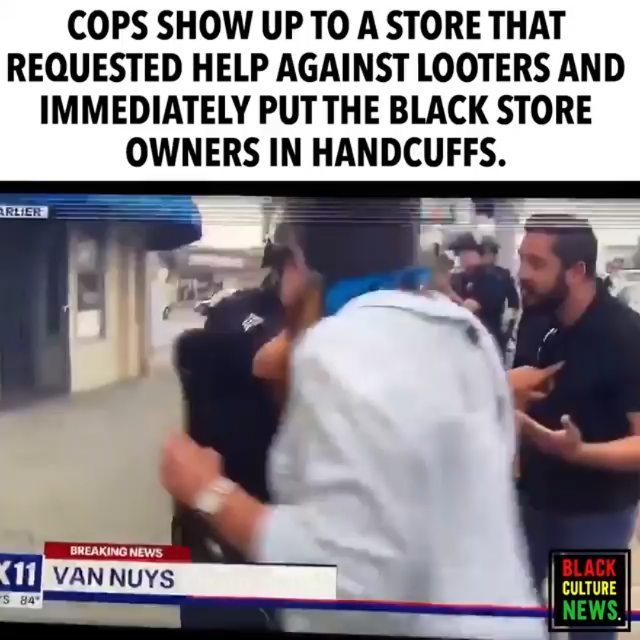 COPS SHOW UP TO A STORE THAT
REQUESTED HELP AGAINST LOOTERS AND
IMMEDIATELY PUT THE BLACK STORE
OWNERS IN HANDCUFFS.
ARLIER
BREAKING NEWS
X11 VAN NUYS
YS 84°
BLACK
CULTURE
NEWS.